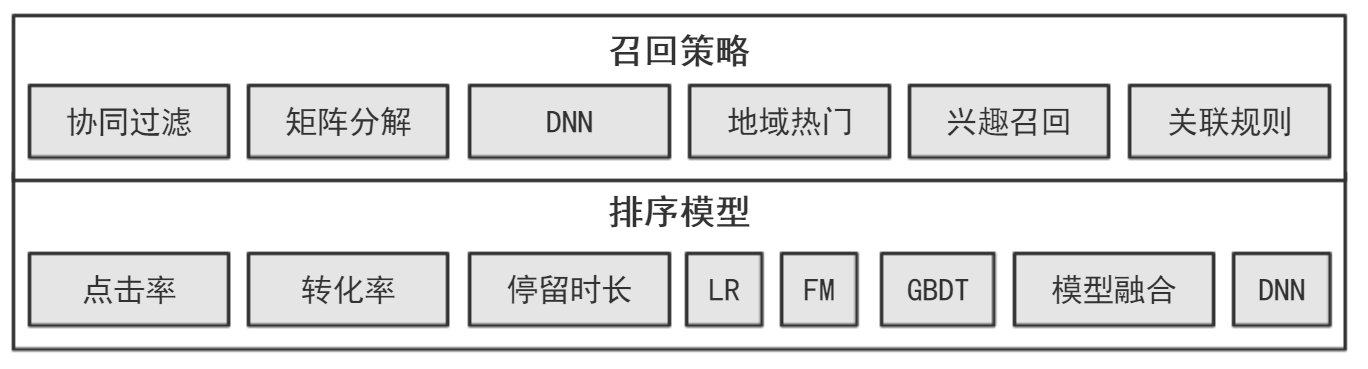 召回策略
协同过滤 矩阵分解 DNN 地域热门 兴趣召回 关联规则
排序模型
点击率 转化率 停留时长 LR FM GBDT 模型融合 DNN